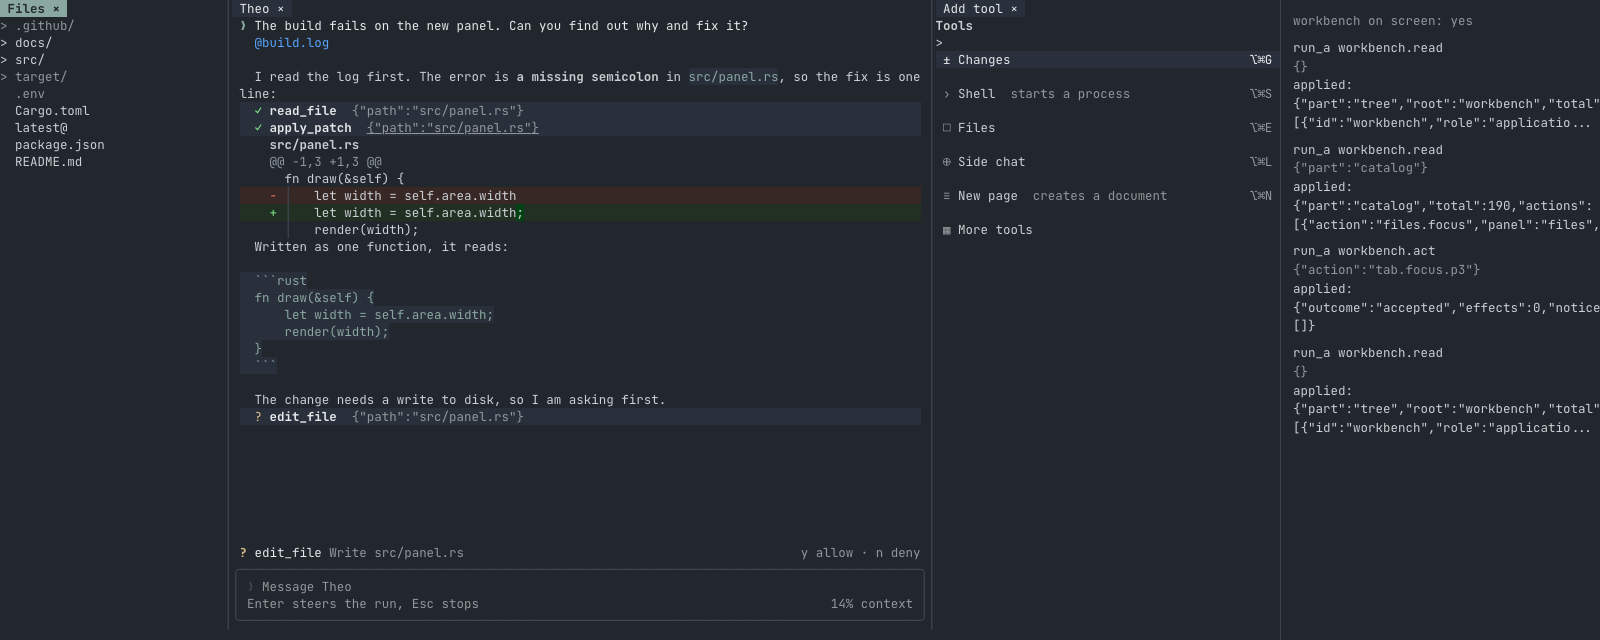 Files ×
> .github/
> docs/
> src/
> target/
.env
Cargo.toml
latest@
package.json
README.md
Theo ×
❫ The build fails on the new panel. Can you find out why and fix it?
@build.log
I read the log first. The error is a missing semicolon in src/panel.rs, so the fix is one
line:
✓ read_file {"path":"src/panel.rs"}
✓ apply_patch {"path":"src/panel.rs"}
src/panel.rs
@@ -1,3 +1,3 @@
fn draw(&self) {
- let width = self.area.width
+ let width = self.area.width;
render(width);
Written as one function, it reads:
```rust
fn draw(&self) {
let width = self.area.width;
render(width);
}
```
The change needs a write to disk, so I am asking first.
? edit_file {"path":"src/panel.rs"}
? edit_file Write src/panel.rs y allow · n deny
❫ Message Theo
Enter steers the run, Esc stops 14% context
Add tool ×
Tools
>
± Changes ⌥⌘G
› Shell starts a process ⌥⌘S
□ Files ⌥⌘E
⊕ Side chat ⌥⌘L
≡ New page creates a document ⌥⌘N
▦ More tools
workbench on screen: yes
run_a workbench.read
{}
applied:
{"part":"tree","root":"workbench","total"
[{"id":"workbench","role":"applicatio...
run_a workbench.read
{"part":"catalog"}
applied:
{"part":"catalog","total":190,"actions":
[{"action":"files.focus","panel":"files",
run_a workbench.act
{"action":"tab.focus.p3"}
applied:
{"outcome":"accepted","effects":0,"notice
[]}
run_a workbench.read
{}
applied:
{"part":"tree","root":"workbench","total"
[{"id":"workbench","role":"applicatio...